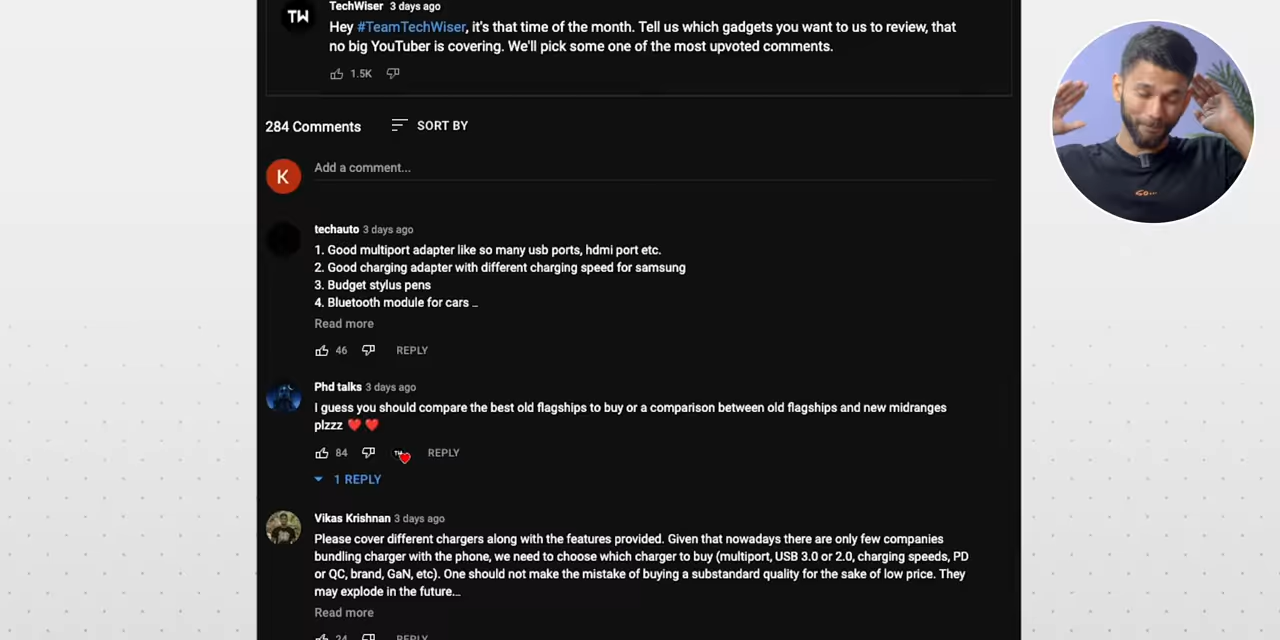 TW
TechWiser 3 days ago
Hey #TeamTechWiser, it's that time of the month. Tell us which gadgets you want to us to review, that
no big YouTuber is covering. We'll pick some one of the most upvoted comments.
1.5K
284 Comments SORT BY
K
Add a comment...
techauto 3 days ago
1. Good multiport adapter like so many usb ports, hdmi port etc.
2. Good charging adapter with different charging speed for samsung
3. Budget stylus pens
4. Bluetooth module for cars ...
Read more
46 REPLY
Phd talks 3 days ago
I guess you should compare the best old flagships to buy or a comparison between old flagships and new midranges
plzzz ❤️ ❤️
84 TW REPLY
1 REPLY
Vikas Krishnan 3 days ago
Please cover different chargers along with the features provided. Given that nowadays there are only few companies
bundling charger with the phone, we need to choose which charger to buy (multiport, USB 3.0 or 2.0, charging speeds, PD
or QC, brand, GaN, etc). One should not make the mistake of buying a substandard quality for the sake of low price. They
may explode in the future...
Read more
24 REPLY